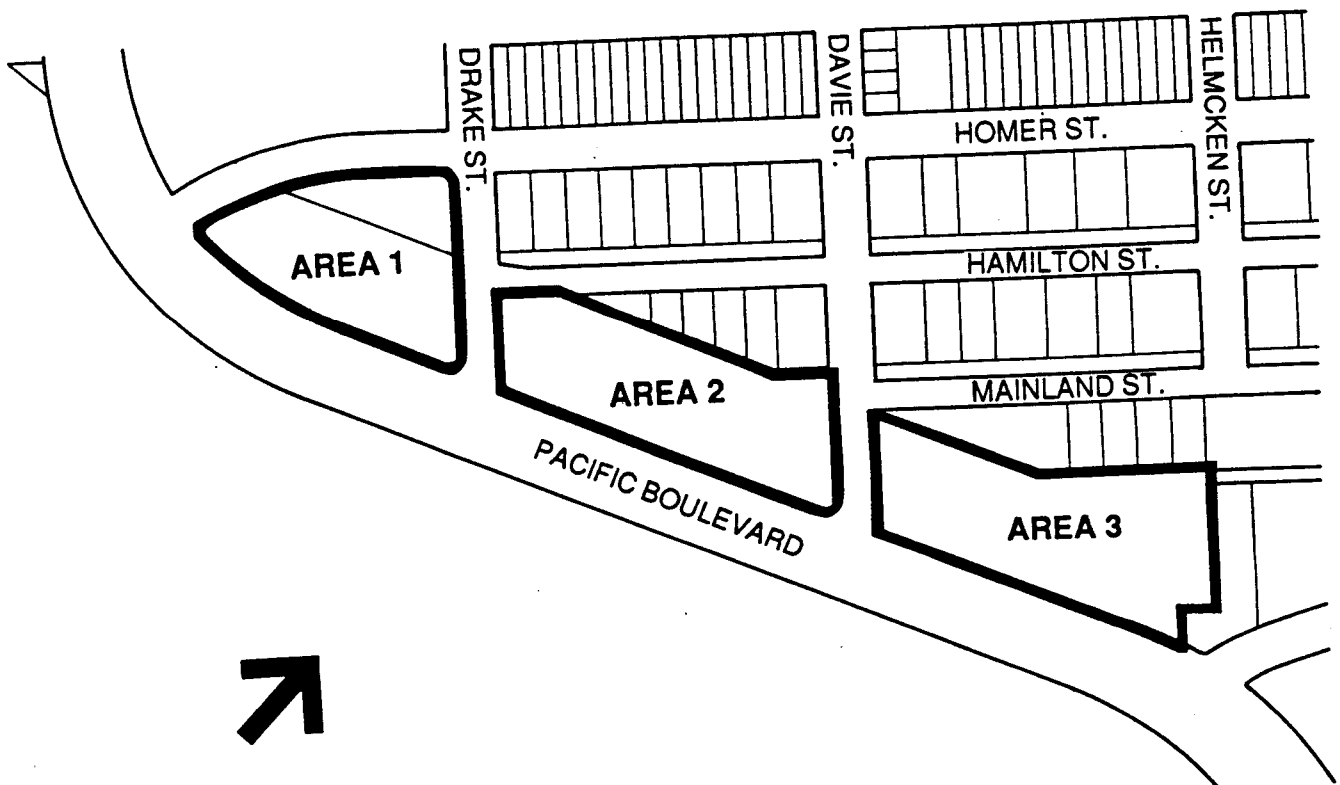 DRAKE ST.
DAVIE ST.
HELMCKEN ST.
HOMER ST.
HAMILTON ST.
MAINLAND ST.
AREA 1
AREA 2
AREA 3
PACIFIC BOULEVARD